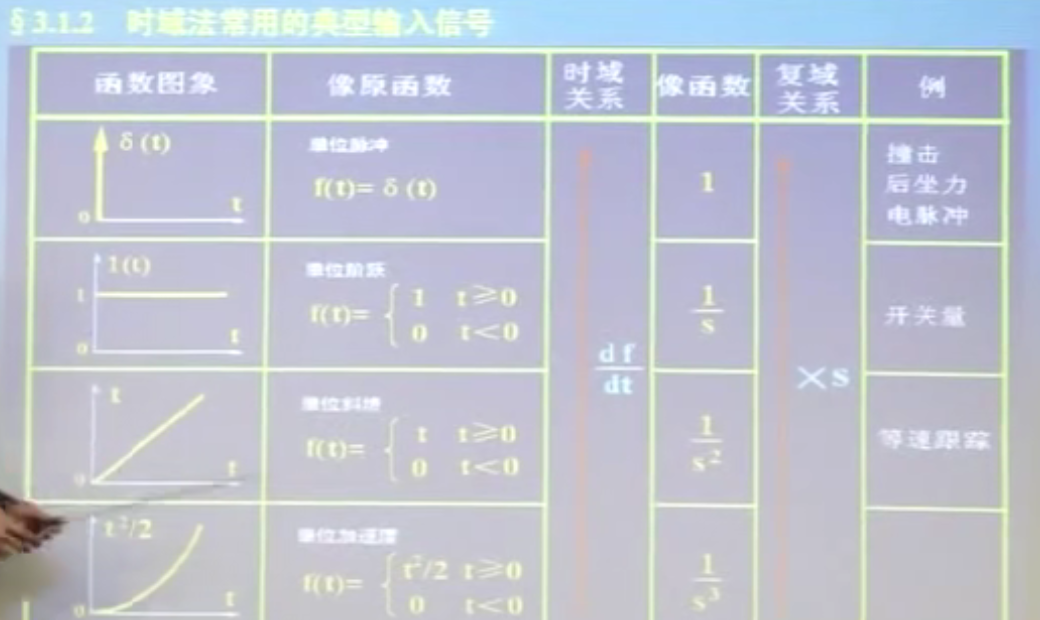 §3.1.2 时域法常用的典型输入信号
函数图象 像原函数 时域关系 像函数 复域关系 例
δ(t)
t
0
单位脉冲
f(t)= δ(t)
1
撞击
后坐力
电脉冲
1(t)
1
t
0
单位阶跃
f(t)= { 1 t≥0
0 t<0
1/s
开关量
df/dt
×s
t
t
0
单位斜坡
f(t)= { t t≥0
0 t<0
1/s²
等速跟踪
t²/2
t
0
单位加速度
f(t)= { t²/2 t≥0
0 t<0
1/s³